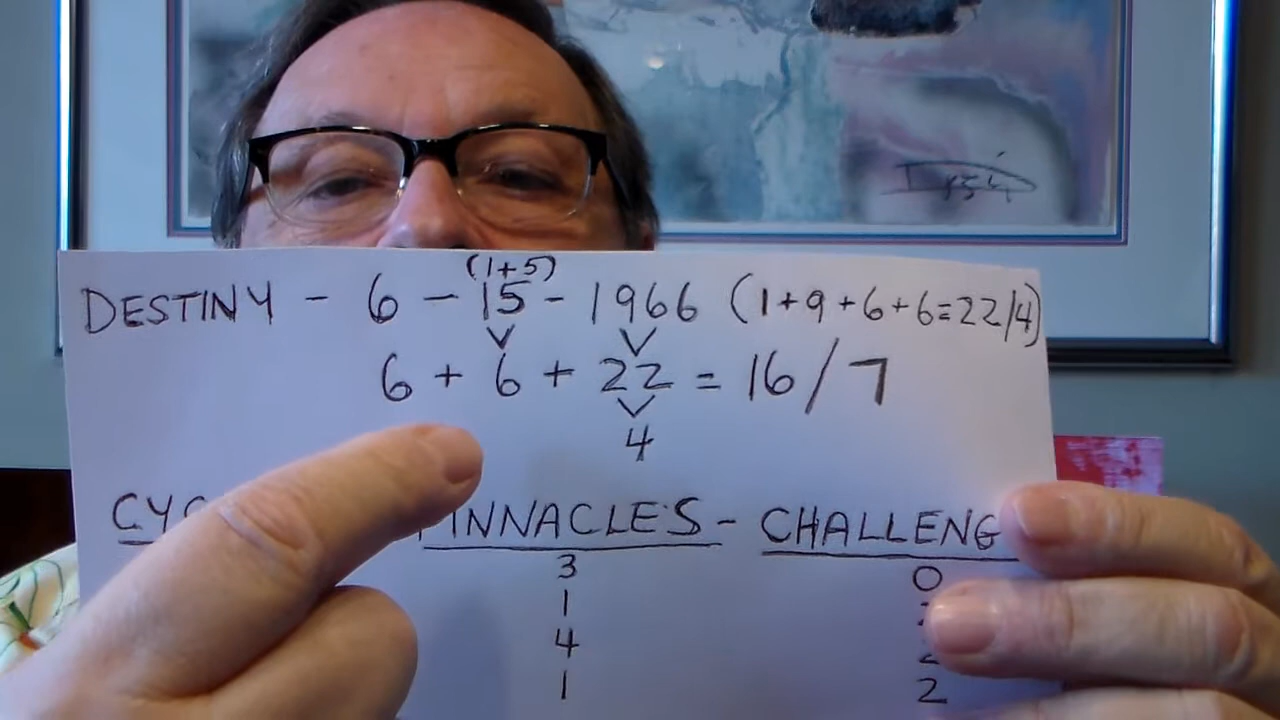 (1+5)
DESTINY - 6 - 15 - 1966 (1+9+6+6=22/4)
6 + 6 + 22 = 16/7
4
PINNACLES - CHALLENG
3 0
1
4 2
1 2